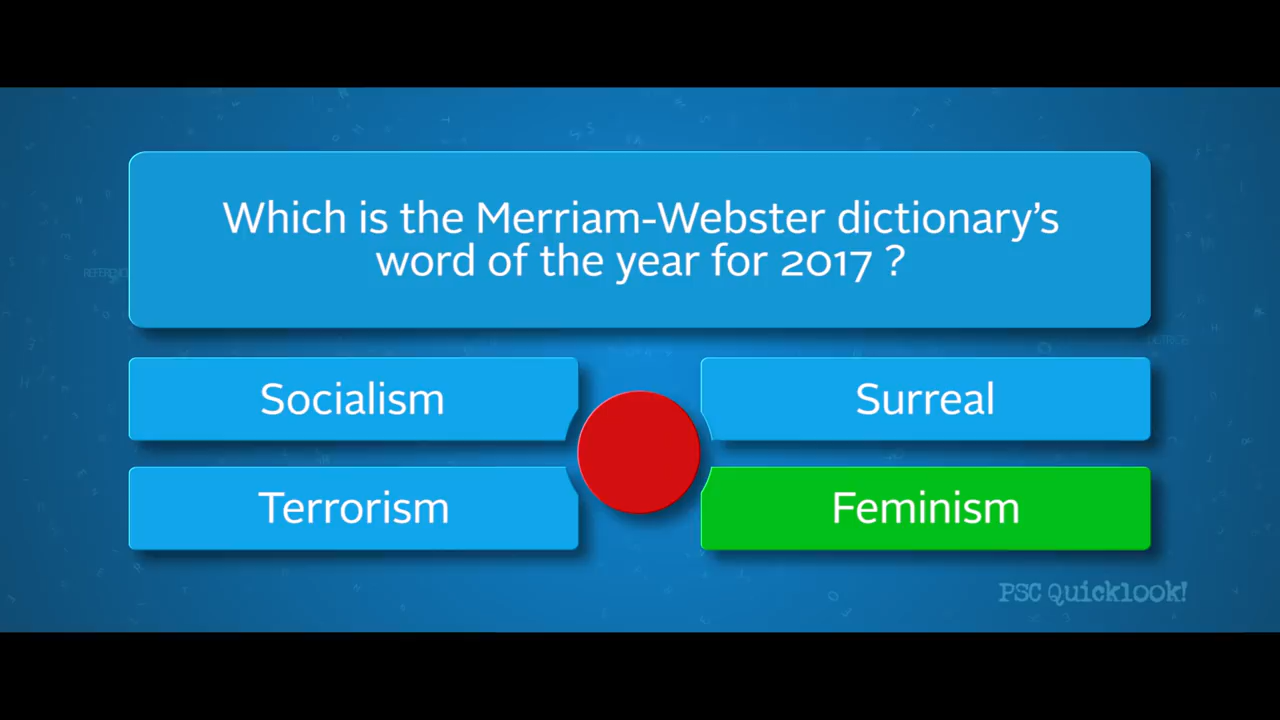 Which is the Merriam-Webster dictionary's
word of the year for 2017 ?
Socialism
Surreal
Terrorism
Feminism
PSC Quicklook!